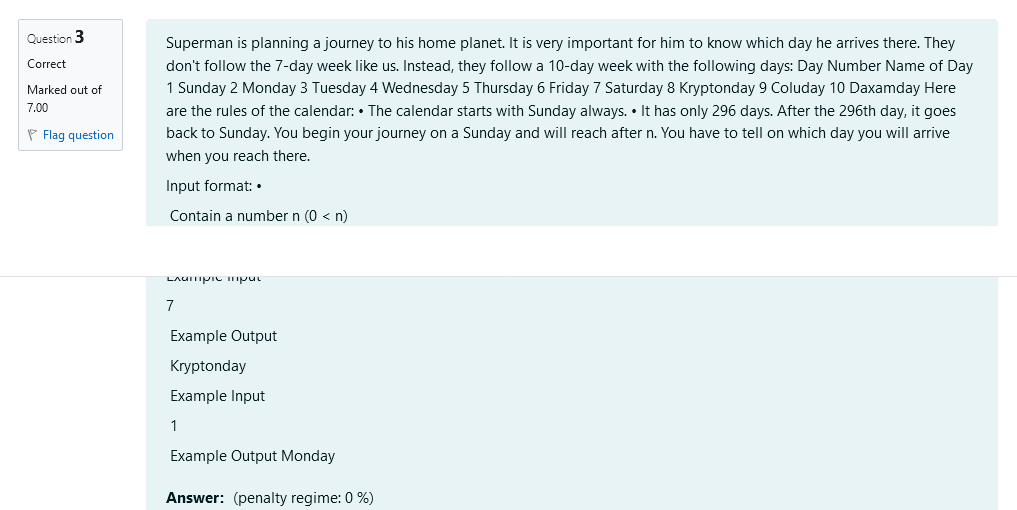 Question 3
Correct
Marked out of
7.00
Flag question
Superman is planning a journey to his home planet. It is very important for him to know which day he arrives there. They
don't follow the 7-day week like us. Instead, they follow a 10-day week with the following days: Day Number Name of Day
1 Sunday 2 Monday 3 Tuesday 4 Wednesday 5 Thursday 6 Friday 7 Saturday 8 Kryptonday 9 Coluday 10 Daxamday Here
are the rules of the calendar: • The calendar starts with Sunday always. • It has only 296 days. After the 296th day, it goes
back to Sunday. You begin your journey on a Sunday and will reach after n. You have to tell on which day you will arrive
when you reach there.
Input format: •
Contain a number n (0 < n)
Example Input
7
Example Output
Kryptonday
Example Input
1
Example Output Monday
Answer: (penalty regime: 0 %)